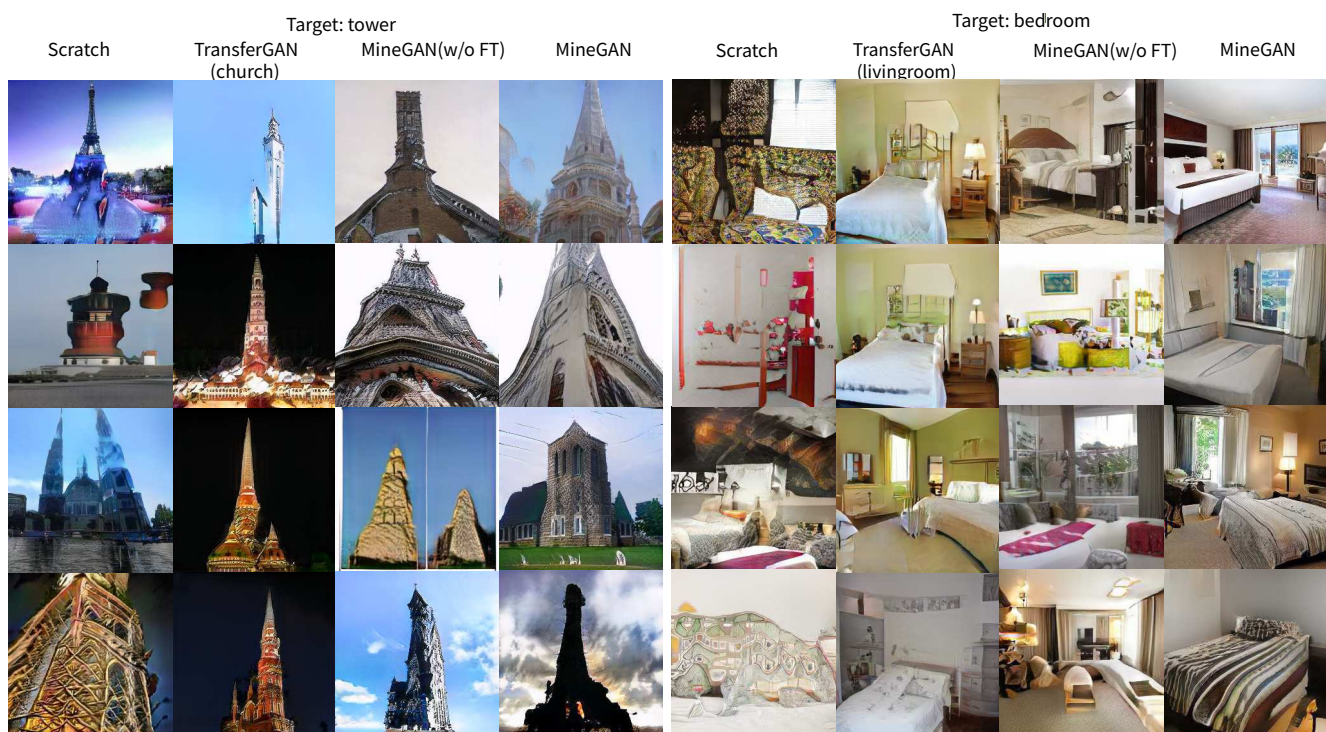 Target: tower
Scratch TransferGAN MineGAN(w/o FT) MineGAN
(church)
Target: bedroom
Scratch TransferGAN MineGAN(w/o FT) MineGAN
(livingroom)